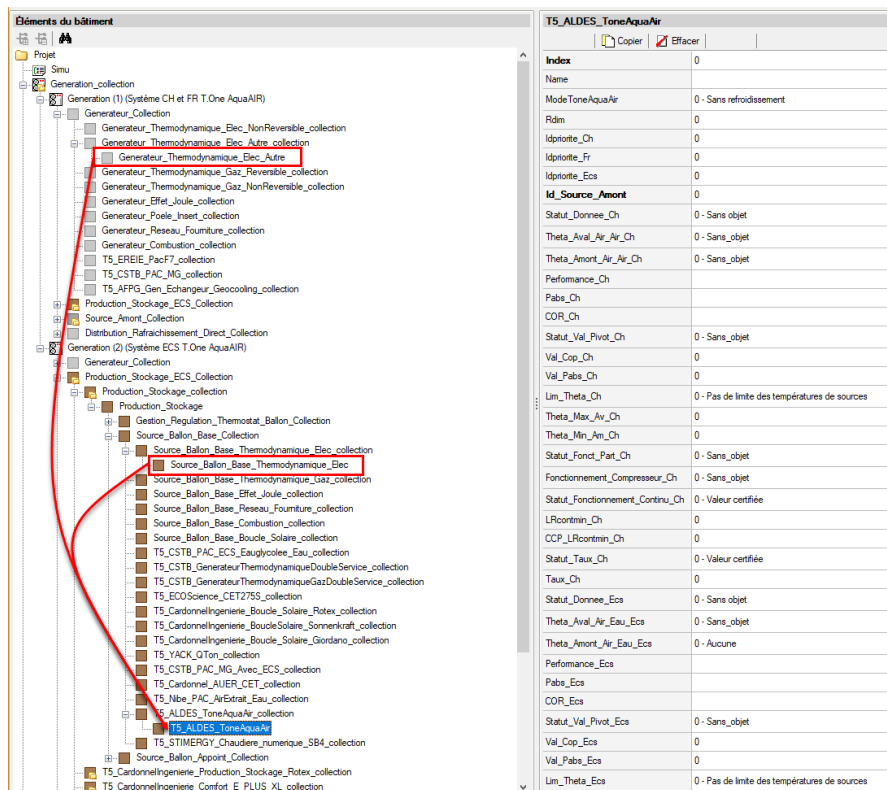 Éléments du bâtiment
Projet
Simu
Generation_collection
Generation (1) (Système CH et FR T.One AquaAIR)
Generateur_Collection
Generateur_Thermodynamique_Elec_NonReversible_collection
Generateur_Thermodynamique_Elec_Autre_collection
Generateur_Thermodynamique_Elec_Autre
Generateur_Thermodynamique_Gaz_Reversible_collection
Generateur_Thermodynamique_Gaz_NonReversible_collection
Generateur_Effet_Joule_collection
Generateur_Poele_Insert_collection
Generateur_Reseau_Fourniture_collection
Generateur_Combustion_collection
T5_EREIE_PacF7_collection
T5_CSTB_PAC_MG_collection
T5_AFPG_Gen_Echangeur_Geocooling_collection
Production_Stockage_ECS_Collection
Source_Amont_Collection
Distribution_Rafraichissement_Direct_Collection
Generation (2) (Système ECS T.One AquaAIR)
Generateur_Collection
Production_Stockage_ECS_Collection
Production_Stockage_collection
Production_Stockage
Gestion_Regulation_Thermostat_Ballon_Collection
Source_Ballon_Base_Collection
Source_Ballon_Base_Thermodynamique_Elec_collection
Source_Ballon_Base_Thermodynamique_Elec
Source_Ballon_Base_Thermodynamique_Gaz_collection
Source_Ballon_Base_Effet_Joule_collection
Source_Ballon_Base_Reseau_Fourniture_collection
Source_Ballon_Base_Combustion_collection
Source_Ballon_Base_Boucle_Solaire_collection
T5_CSTB_PAC_ECS_Eauglycolee_Eau_collection
T5_CSTB_GenerateurThermodynamiqueDoubleService_collection
T5_CSTB_GenerateurThermodynamiqueGazDoubleService_collection
T5_ECOScience_CET275S_collection
T5_CardonnelIngenierie_Boucle_Solaire_Rotex_collection
T5_CardonnelIngenierie_BoucleSolaire_Sonnenkraft_collection
T5_CardonnelIngenierie_Boucle_Solaire_Giordano_collection
T5_YACK_QTon_collection
T5_CSTB_PAC_MG_Avec_ECS_collection
T5_Cardonnel_AUER_CET_collection
T5_Nibe_PAC_AirExtrait_Eau_collection
T5_ALDES_ToneAquaAir_collection
T5_ALDES_ToneAquaAir
T5_STIMERGY_Chaudiere_numerique_SB4_collection
Source_Ballon_Appoint_Collection
T5_CardonnelIngenierie_Production_Stockage_Rotex_collection
T5_CardonnelIngenierie_Comfort_E_PLUS_XL_collection
T5_ALDES_ToneAquaAir
Copier Effacer
Index 0
Name
ModeToneAquaAir 0 - Sans refroidissement
Rdim 0
Idpriorite_Ch 0
Idpriorite_Fr 0
Idpriorite_Ecs 0
Id_Source_Amont 0
Statut_Donnee_Ch 0 - Sans objet
Theta_Aval_Air_Air_Ch 0 - Sans_objet
Theta_Amont_Air_Air_Ch 0 - Sans_objet
Performance_Ch
Pabs_Ch
COR_Ch
Statut_Val_Pivot_Ch 0 - Sans_objet
Val_Cop_Ch 0
Val_Pabs_Ch 0
Lim_Theta_Ch 0 - Pas de limite des températures de sources
Theta_Max_Av_Ch 0
Theta_Min_Am_Ch 0
Statut_Fonct_Part_Ch 0 - Sans_objet
Fonctionnement_Compresseur_Ch 0 - Sans_objet
Statut_Fonctionnement_Continu_Ch 0 - Valeur certifiée
LRcontmin_Ch 0
CCP_LRcontmin_Ch 0
Statut_Taux_Ch 0 - Valeur certifiée
Taux_Ch 0
Statut_Donnee_Ecs 0 - Sans objet
Theta_Aval_Air_Eau_Ecs 0 - Sans_objet
Theta_Amont_Air_Eau_Ecs 0 - Aucune
Performance_Ecs
Pabs_Ecs
COR_Ecs
Statut_Val_Pivot_Ecs 0 - Sans_objet
Val_Cop_Ecs 0
Val_Pabs_Ecs 0
Lim_Theta_Ecs 0 - Pas de limite des températures de sources